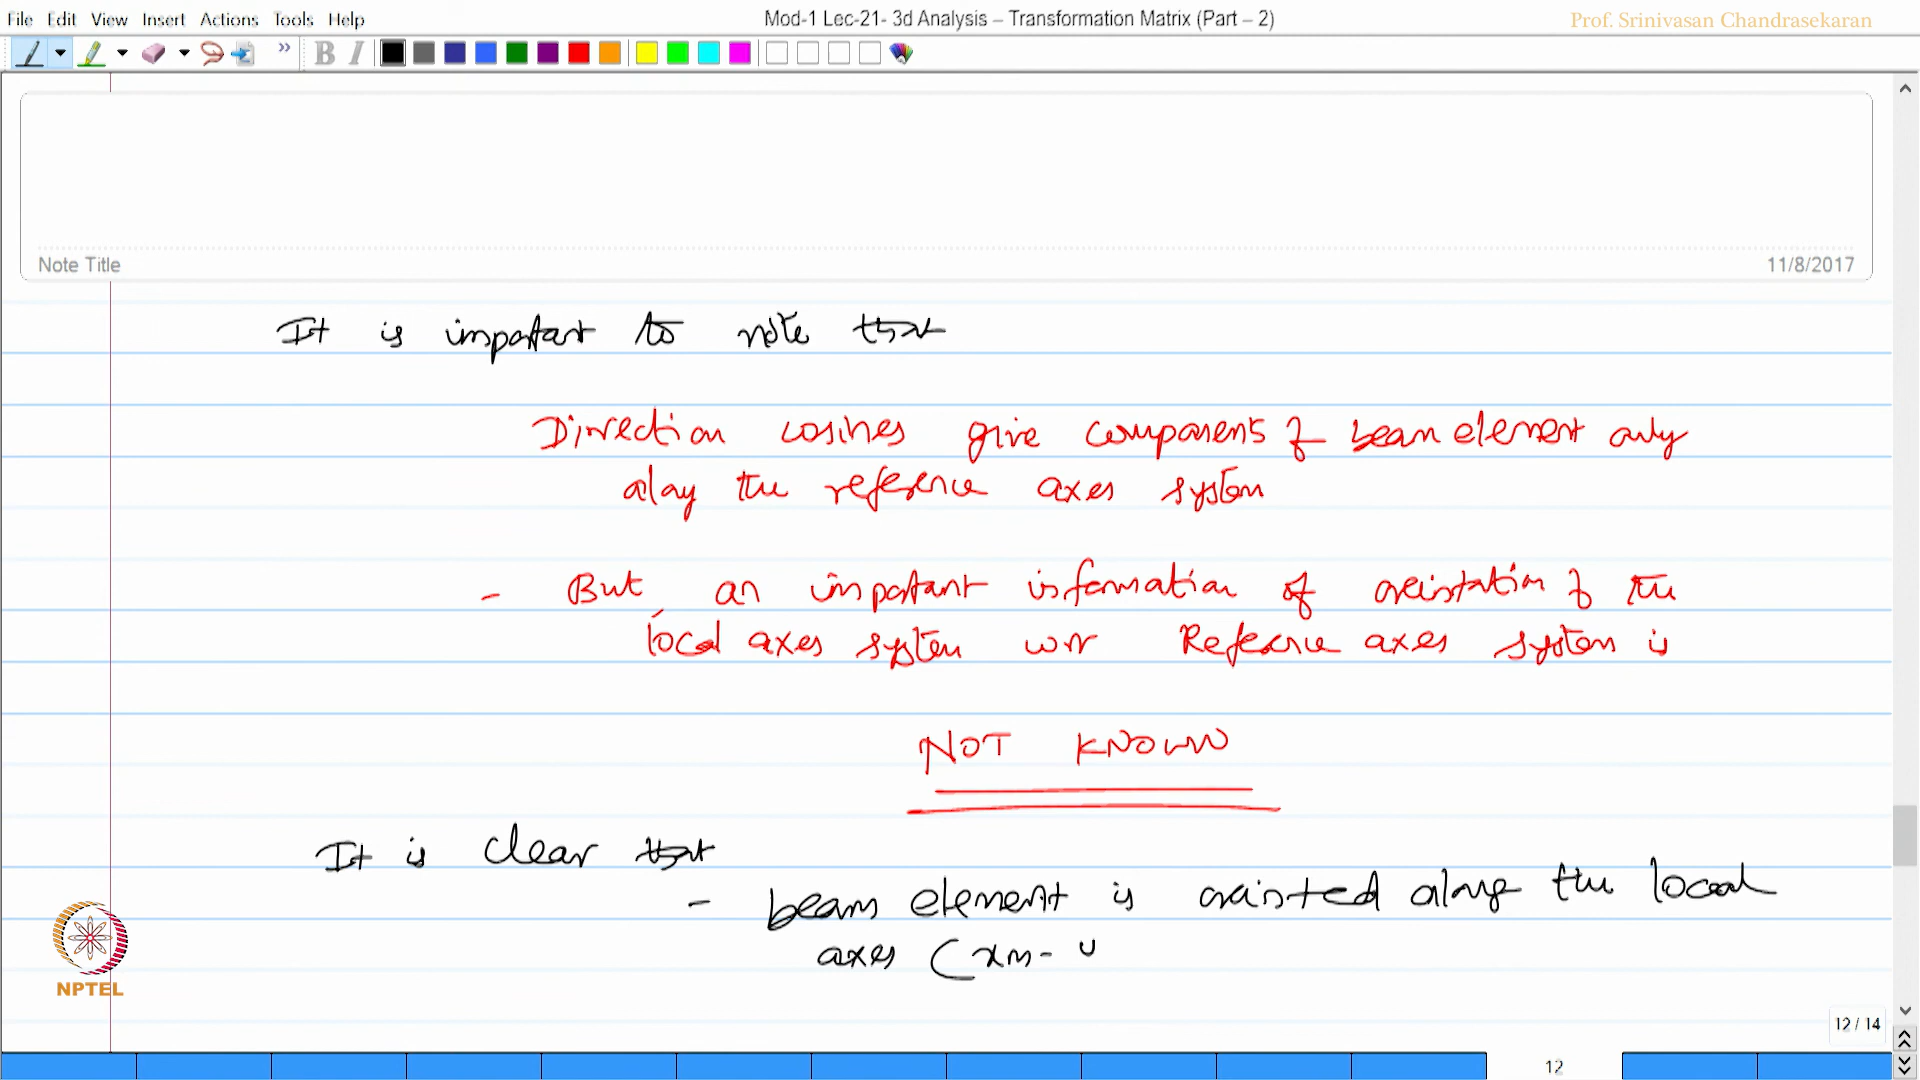 File Edit View Insert Actions Tools Help
Mod-1 Lec-21- 3d Analysis – Transformation Matrix (Part – 2)
Prof. Srinivasan Chandrasekaran
B I
Note Title
11/8/2017
It is important to note that
Direction cosines give components of beam element only
along the reference axes system
- But, an important information of orientation of the
local axes system wrt Reference axes system is
NOT KNOWN
It is clear that
- beam element is oriented along the local
axes (xm-
NPTEL
12 / 14
12